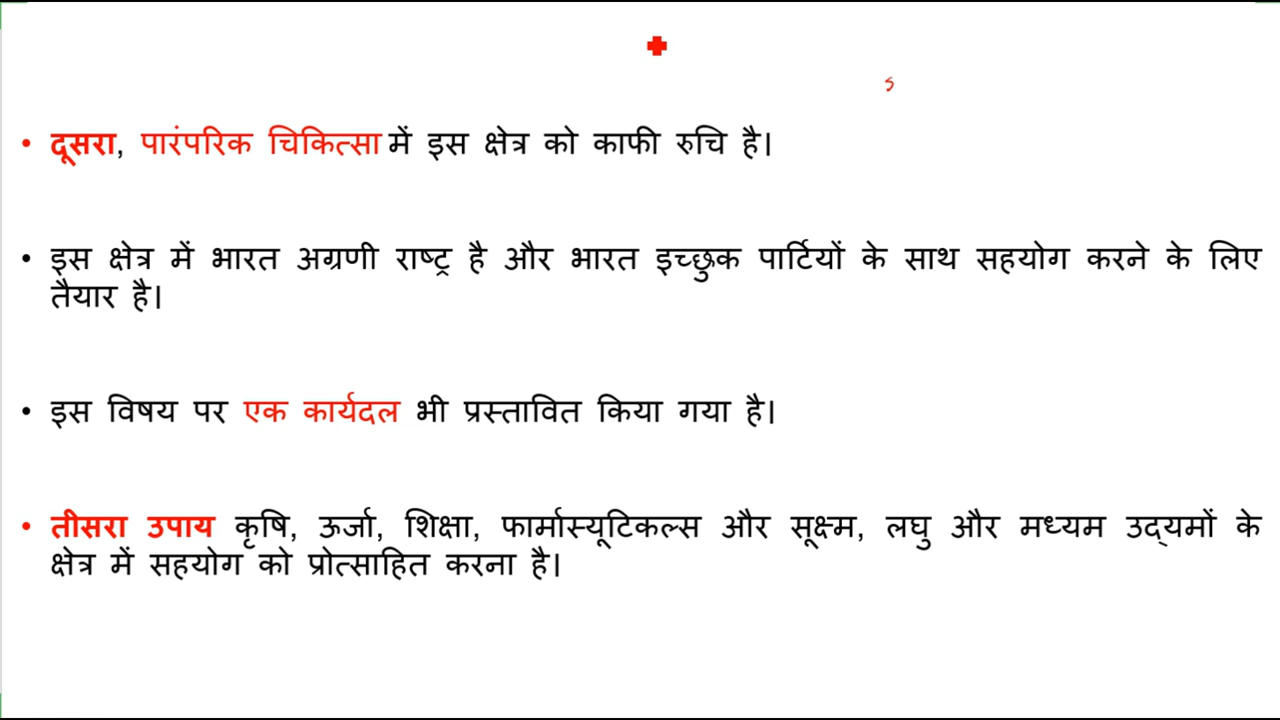 • दूसरा, पारंपरिक चिकित्सा में इस क्षेत्र को काफी रुचि है।
• इस क्षेत्र में भारत अग्रणी राष्ट्र है और भारत इच्छुक पार्टियों के साथ सहयोग करने के लिए
तैयार है।
• इस विषय पर एक कार्यदल भी प्रस्तावित किया गया है।
• तीसरा उपाय कृषि, ऊर्जा, शिक्षा, फार्मास्यूटिकल्स और सूक्ष्म, लघु और मध्यम उद्यमों के
क्षेत्र में सहयोग को प्रोत्साहित करना है।